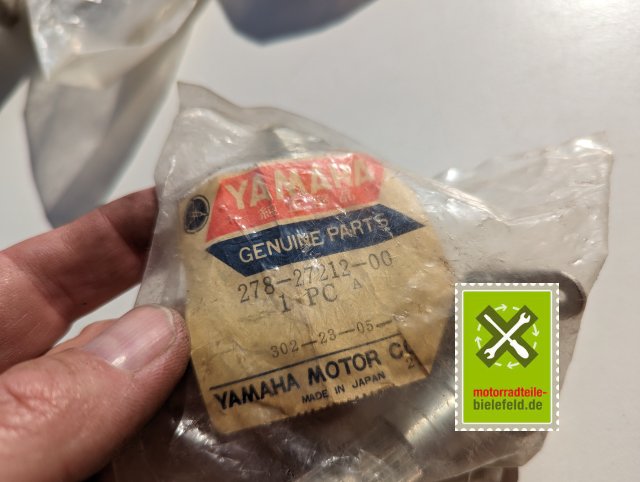 YAMAHA
GENUINE PARTS
278-27212-00
1 PC A
302-23-05-
YAMAHA MOTOR CO
MADE IN JAPAN
motorradteile-
bielefeld.de